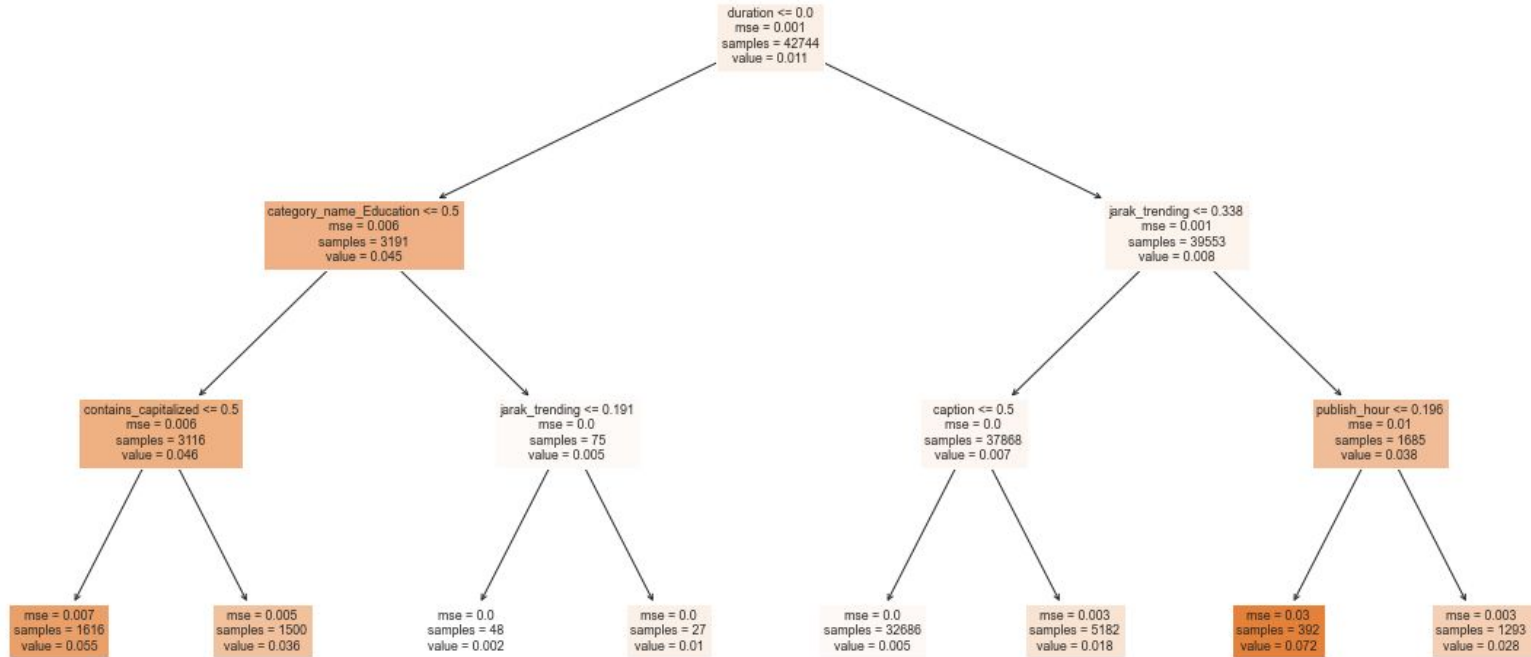 duration <= 0.0
mse = 0.001
samples = 42744
value = 0.011
category_name_Education <= 0.5
mse = 0.006
samples = 3191
value = 0.045
jarak_trending <= 0.338
mse = 0.001
samples = 39553
value = 0.008
contains_capitalized <= 0.5
mse = 0.006
samples = 3116
value = 0.046
jarak_trending <= 0.191
mse = 0.0
samples = 75
value = 0.005
caption <= 0.5
mse = 0.0
samples = 37868
value = 0.007
publish_hour <= 0.196
mse = 0.01
samples = 1685
value = 0.038
mse = 0.007
samples = 1616
value = 0.055
mse = 0.005
samples = 1500
value = 0.036
mse = 0.0
samples = 48
value = 0.002
mse = 0.0
samples = 27
value = 0.01
mse = 0.0
samples = 32686
value = 0.005
mse = 0.003
samples = 5182
value = 0.018
mse = 0.03
samples = 392
value = 0.072
mse = 0.003
samples = 1293
value = 0.028